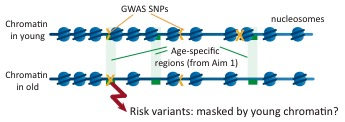 GWAS SNPs
nucleosomes
Chromatin
in young
Age-specific
regions (from Aim 1)
Chromatin
in old
Risk variants: masked by young chromatin?